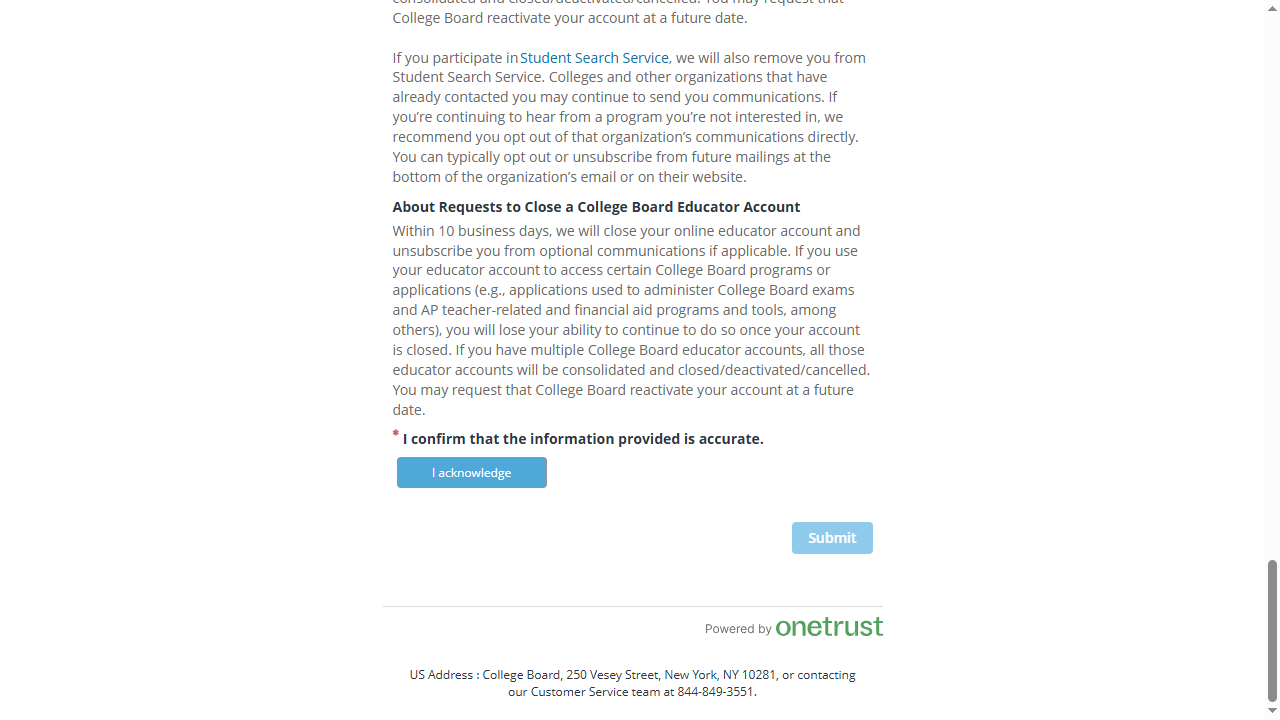 College Board reactivate your account at a future date.
If you participate in Student Search Service, we will also remove you from
Student Search Service. Colleges and other organizations that have
already contacted you may continue to send you communications. If
you’re continuing to hear from a program you’re not interested in, we
recommend you opt out of that organization’s communications directly.
You can typically opt out or unsubscribe from future mailings at the
bottom of the organization’s email or on their website.
About Requests to Close a College Board Educator Account
Within 10 business days, we will close your online educator account and
unsubscribe you from optional communications if applicable. If you use
your educator account to access certain College Board programs or
applications (e.g., applications used to administer College Board exams
and AP teacher-related and financial aid programs and tools, among
others), you will lose your ability to continue to do so once your account
is closed. If you have multiple College Board educator accounts, all those
educator accounts will be consolidated and closed/deactivated/cancelled.
You may request that College Board reactivate your account at a future
date.
* I confirm that the information provided is accurate.
I acknowledge
Submit
Powered by onetrust
US Address : College Board, 250 Vesey Street, New York, NY 10281, or contacting
our Customer Service team at 844-849-3551.